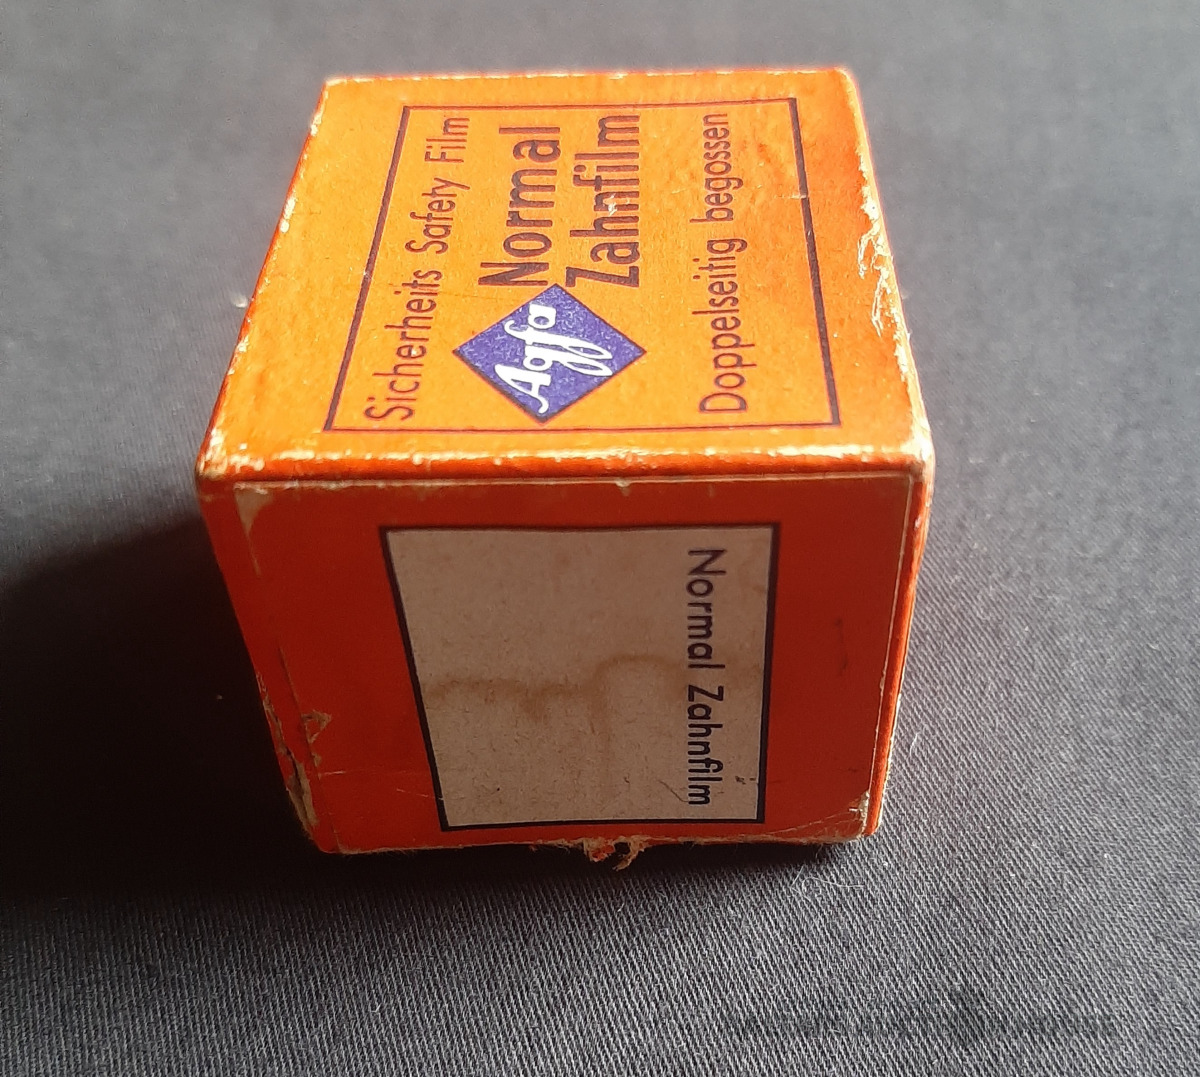 Sicherheits Safety Film
Agfa
Normal
Zahnfilm
Doppelseitig begossen
Normal Zahnfilm